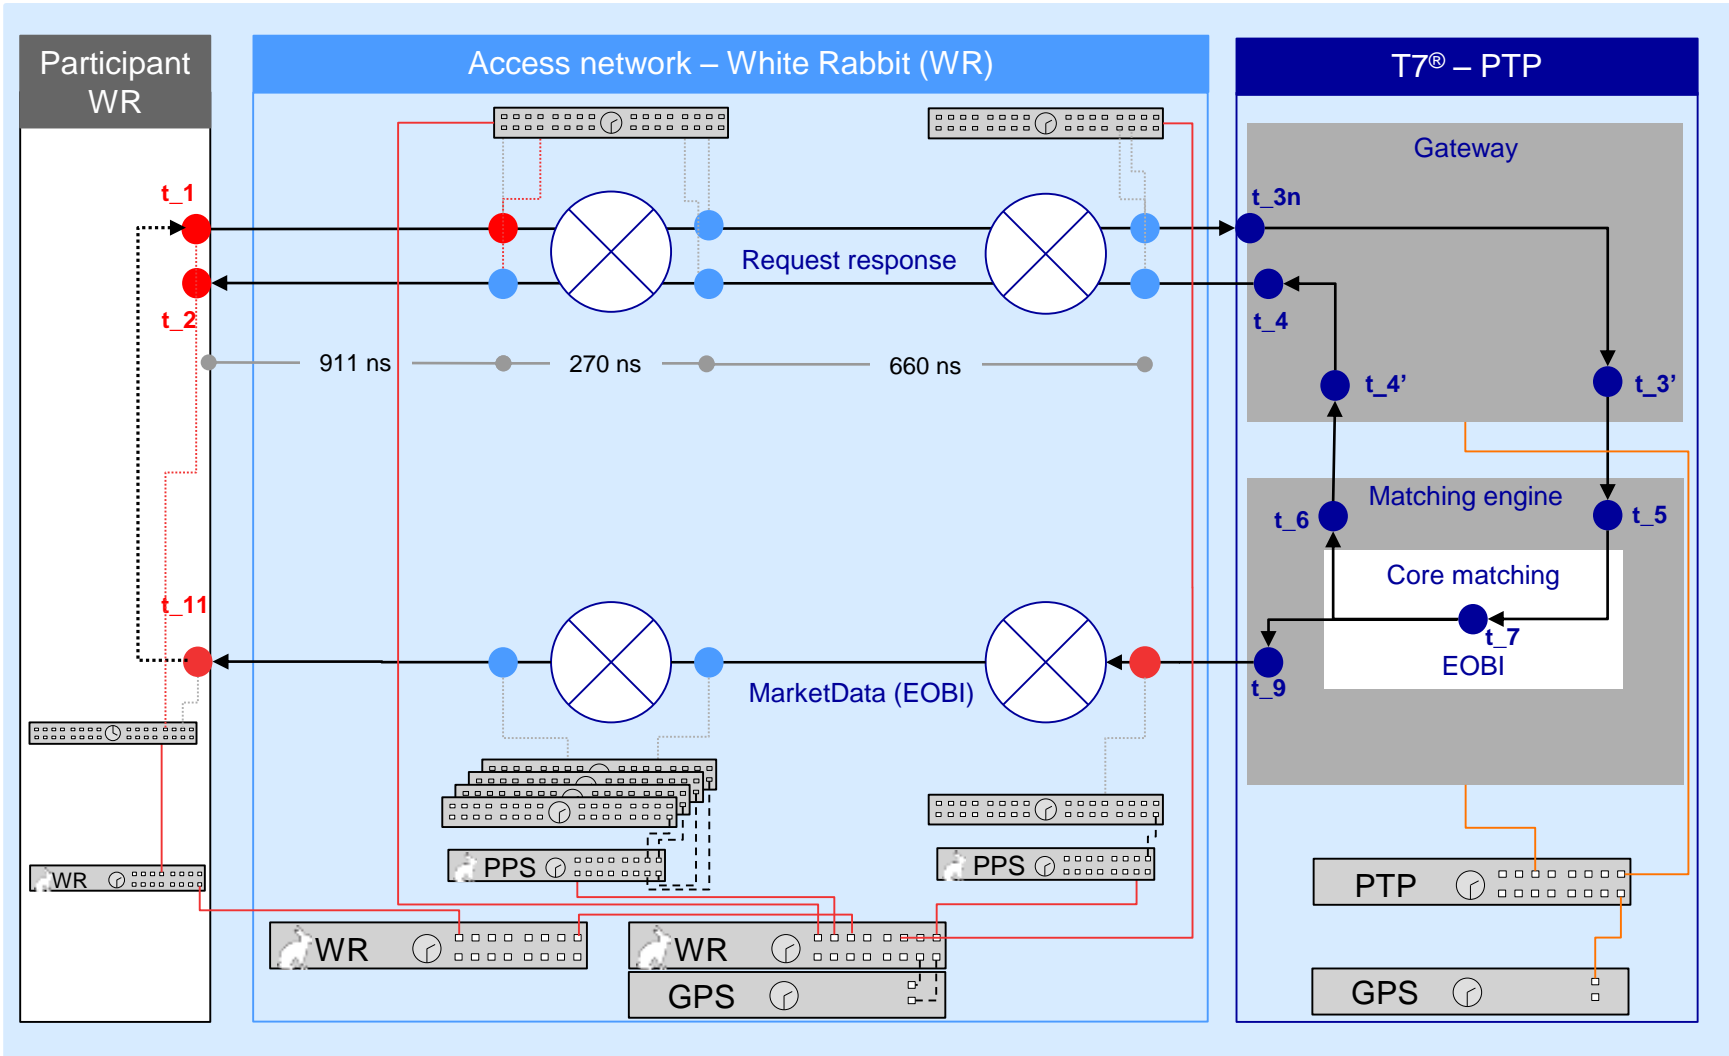 Participant
WR
Access network – White Rabbit (WR)
T7® – PTP
Gateway
t_1
t_3n
Request response
t_2
t_4
911 ns
270 ns
660 ns
t_4’
t_3’
Matching engine
t_6
t_5
Core matching
t_11
t_7
EOBI
MarketData (EOBI)
t_9
PPS
PPS
WR
PTP
WR
WR
GPS
GPS